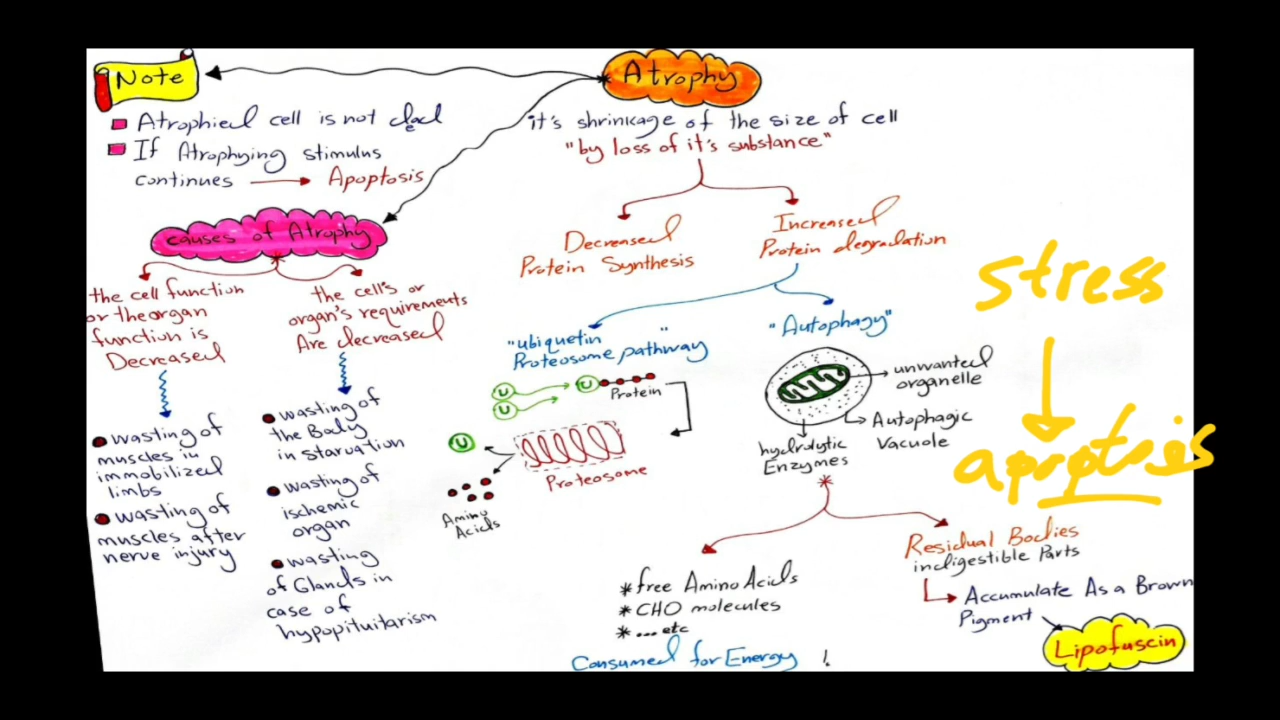 Note
Atrophied cell is not dead
If Atrophying stimulus
continues → Apoptosis
Atrophy
it's shrinkage of the size of cell
"by loss of it's substance"
Decreased
Protein Synthesis
Increased
Protein degradation
causes of Atrophy
the cell function
or the organ
function is
Decreased
the cell's or
organ's requirements
Are decreased
wasting of
muscles in
immobilized
limbs
wasting of
muscles after
nerve injury
wasting of
the Body
in starvation
wasting of
ischemic
organ
wasting
of Glands in
case of
hypopituitarism
"ubiquetin
Proteosome pathway"
U
U
U
Protein
U
Proteosome
Amino
Acids
"Autophagy"
unwanted
organelle
Autophagic
Vacuole
hydrolytic
Enzymes
* free Amino Acids
* CHO molecules
* ... etc
Consumed for Energy !
Residual Bodies
indigestible Parts
Accumulate As a Brown
Pigment
Lipofuscin
stress
apoptosis